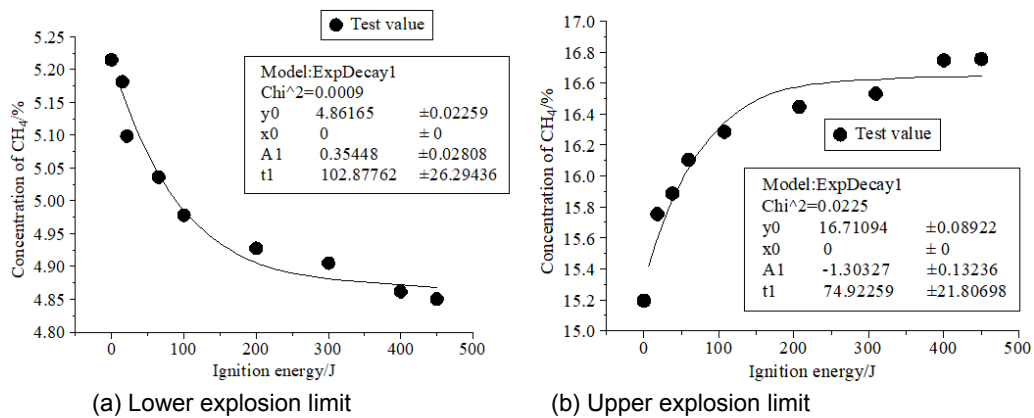 Test value
Model:ExpDecay1
Chi^2=0.0009
y0 4.86165 ±0.02259
x0 0 ± 0
A1 0.35448 ±0.02808
t1 102.87762 ±26.29436
Concentration of CH4/%
5.25
5.20
5.15
5.10
5.05
5.00
4.95
4.90
4.85
4.80
0 100 200 300 400 500
Ignition energy/J
(a) Lower explosion limit
Test value
Model:ExpDecay1
Chi^2=0.0225
y0 16.71094 ±0.08922
x0 0 ± 0
A1 -1.30327 ±0.13236
t1 74.92259 ±21.80698
Concentration of CH4/%
17.0
16.8
16.6
16.4
16.2
16.0
15.8
15.6
15.4
15.2
15.0
0 100 200 300 400 500
Ignition energy/J
(b) Upper explosion limit